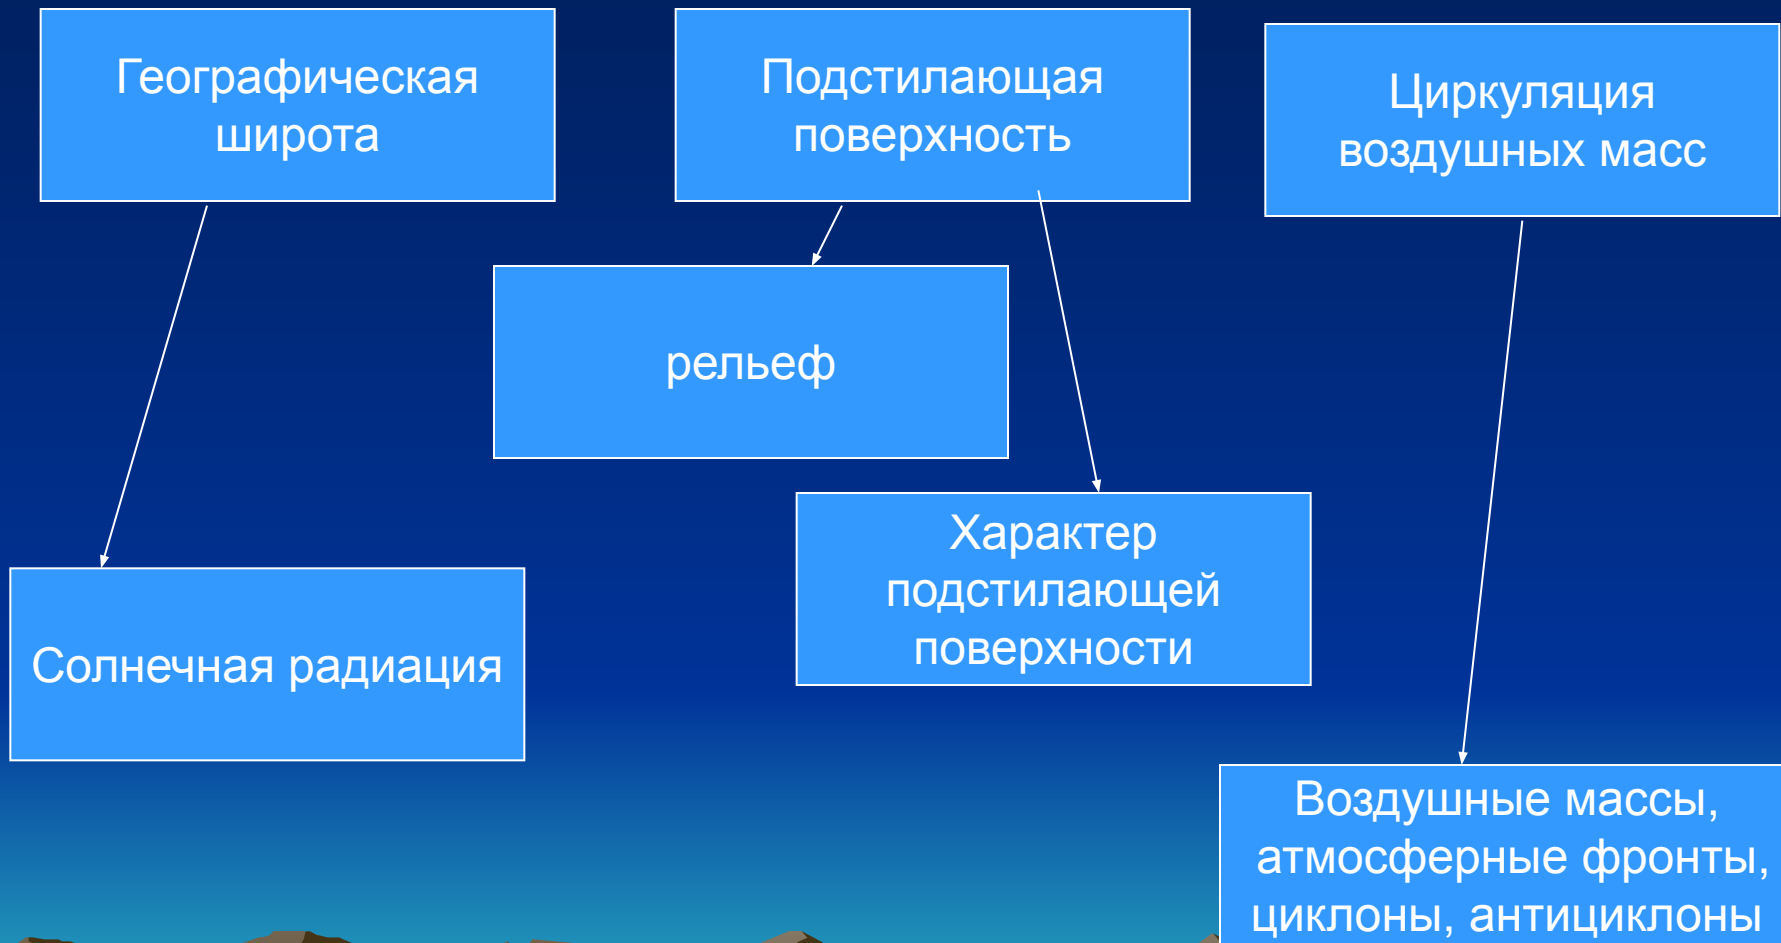 Географическая
широта
Подстилающая
поверхность
Циркуляция
воздушных масс
рельеф
Характер
подстилающей
поверхности
Солнечная радиация
Воздушные массы,
атмосферные фронты,
циклоны, антициклоны